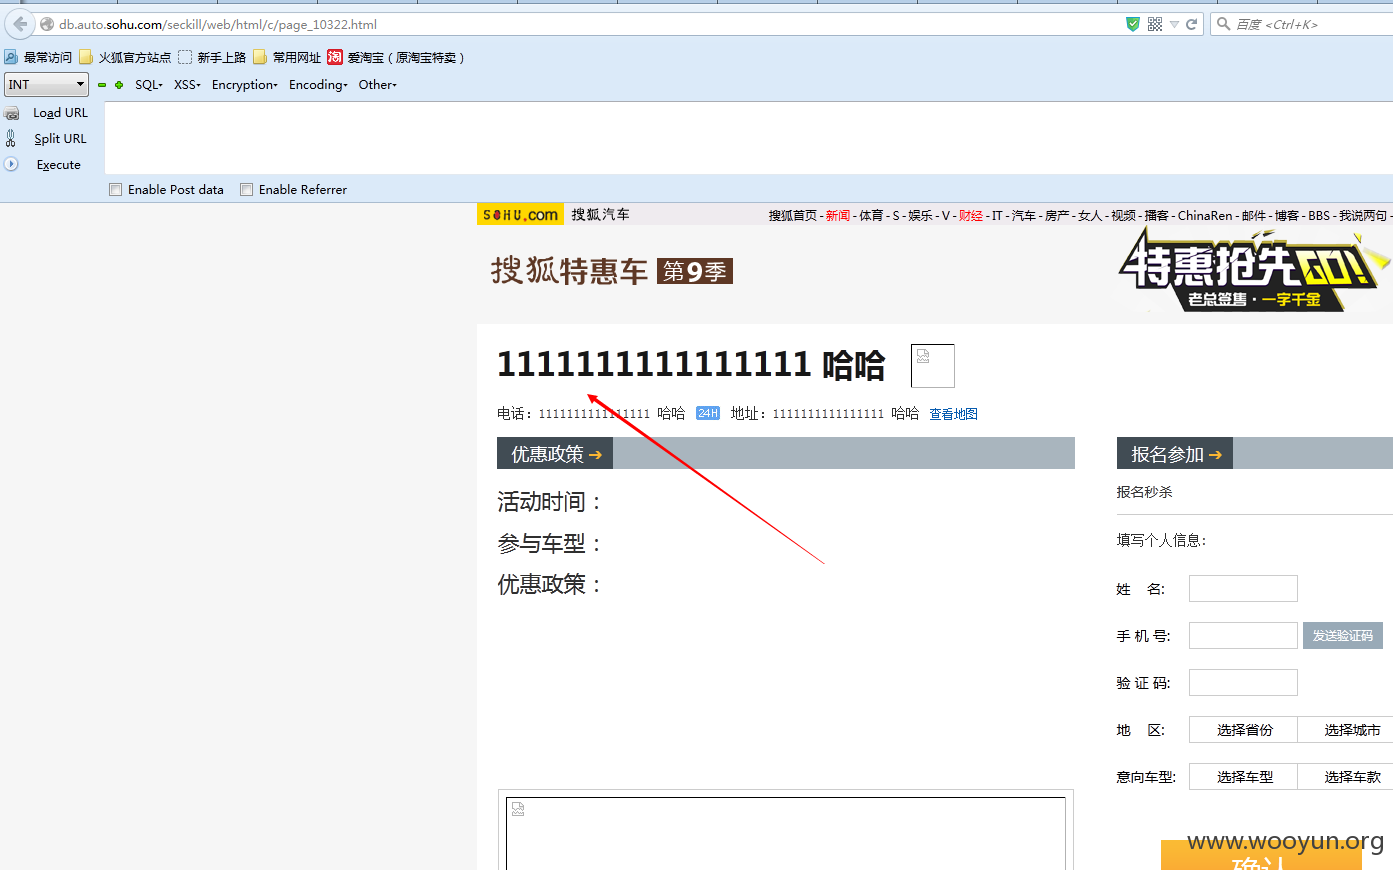 db.auto.sohu.com/seckill/web/html/c/page_10322.html
百度 <Ctrl+K>
最常访问 火狐官方站点 新手上路 常用网址 淘 爱淘宝（原淘宝特卖）
INT SQL- XSS- Encryption- Encoding- Other-
Load URL
Split URL
Execute
Enable Post data Enable Referrer
SOHU.com 搜狐汽车 搜狐首页 - 新闻 - 体育 - S - 娱乐 - V - 财经 - IT - 汽车 - 房产 - 女人 - 视频 - 播客 - ChinaRen - 邮件 - 博客 - BBS - 我说两句 -
搜狐特惠车 第9季
特惠抢先GO!
老总签售·一字千金
1111111111111111 哈哈
电话：1111111111111111 哈哈 24H 地址：1111111111111111 哈哈 查看地图
优惠政策 ➔
报名参加 ➔
活动时间：
参与车型：
优惠政策：
报名秒杀
填写个人信息:
姓 名:
手 机 号: 发送验证码
验 证 码:
地 区: 选择省份 选择城市
意向车型: 选择车型 选择车款
www.wooyun.org
确认